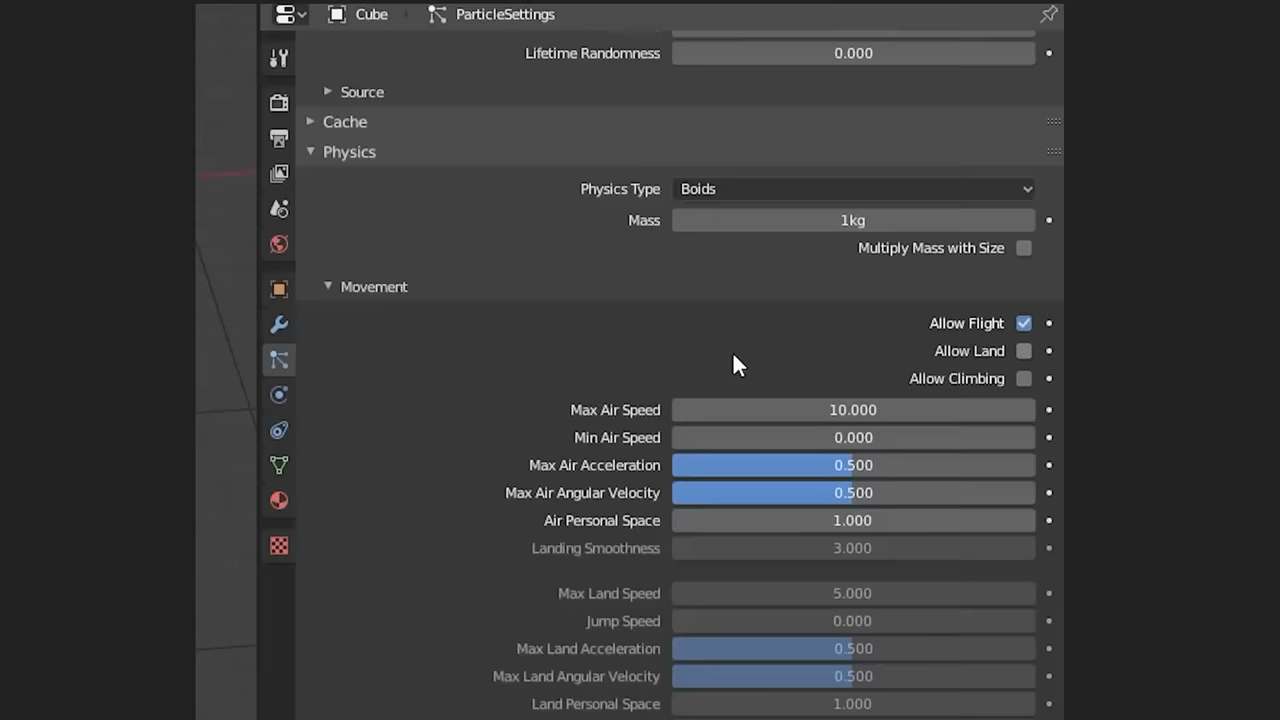 Cube ParticleSettings
Lifetime Randomness 0.000
Source
Cache
Physics
Physics Type Boids
Mass 1kg
Multiply Mass with Size
Movement
Allow Flight
Allow Land
Allow Climbing
Max Air Speed 10.000
Min Air Speed 0.000
Max Air Acceleration 0.500
Max Air Angular Velocity 0.500
Air Personal Space 1.000
Landing Smoothness 3.000
Max Land Speed 5.000
Jump Speed 0.000
Max Land Acceleration 0.500
Max Land Angular Velocity 0.500
Land Personal Space 1.000